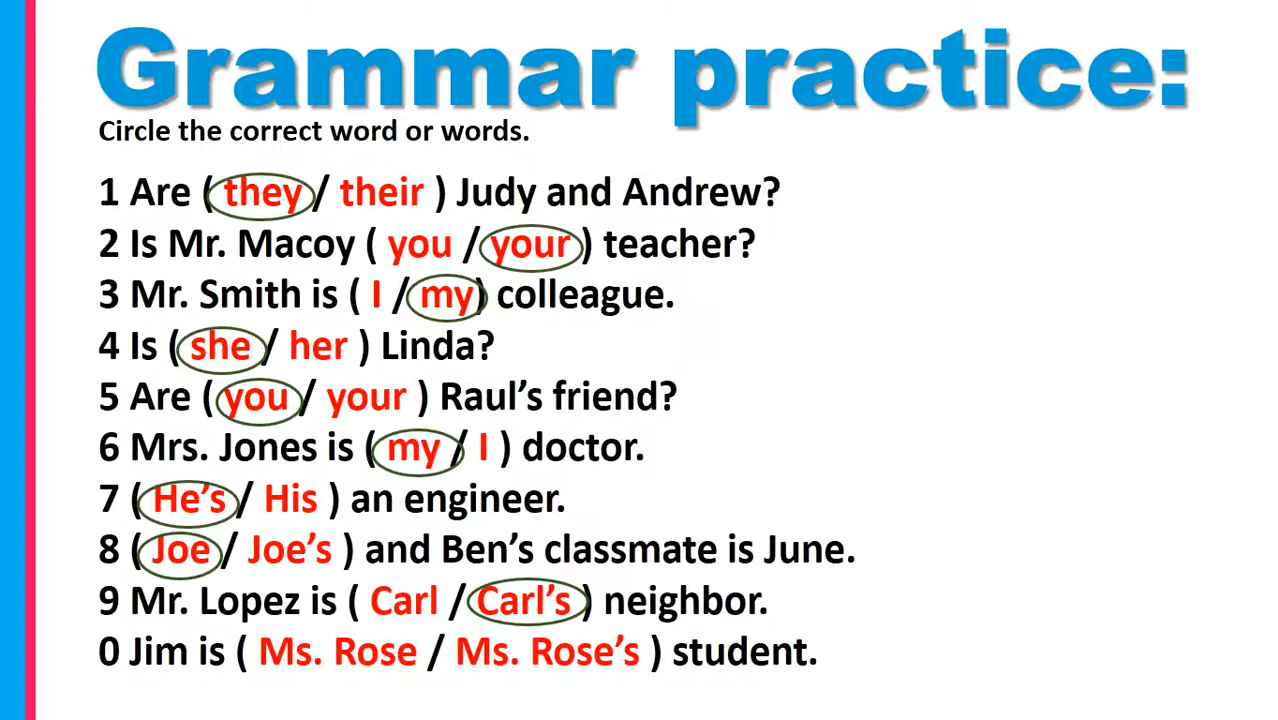 Grammar practice:
Circle the correct word or words.
1 Are ( they / their ) Judy and Andrew?
2 Is Mr. Macoy ( you / your ) teacher?
3 Mr. Smith is ( I / my) colleague.
4 Is ( she / her ) Linda?
5 Are ( you / your ) Raul’s friend?
6 Mrs. Jones is ( my / I ) doctor.
7 ( He’s / His ) an engineer.
8 ( Joe / Joe’s ) and Ben’s classmate is June.
9 Mr. Lopez is ( Carl / Carl’s ) neighbor.
0 Jim is ( Ms. Rose / Ms. Rose’s ) student.